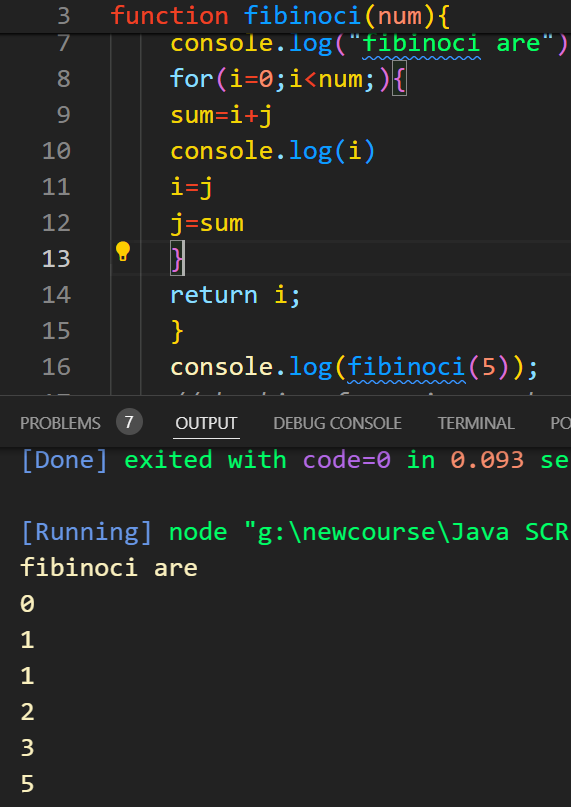 3 function fibinoci(num){
7 console.log("fibinoci are")
8 for(i=0;i<num;){
9 sum=i+j
10 console.log(i)
11 i=j
12 j=sum
13 }
14 return i;
15 }
16 console.log(fibinoci(5));
PROBLEMS 7 OUTPUT DEBUG CONSOLE TERMINAL PO
[Done] exited with code=0 in 0.093 se
[Running] node "g:\newcourse\Java SCR
fibinoci are
0
1
1
2
3
5